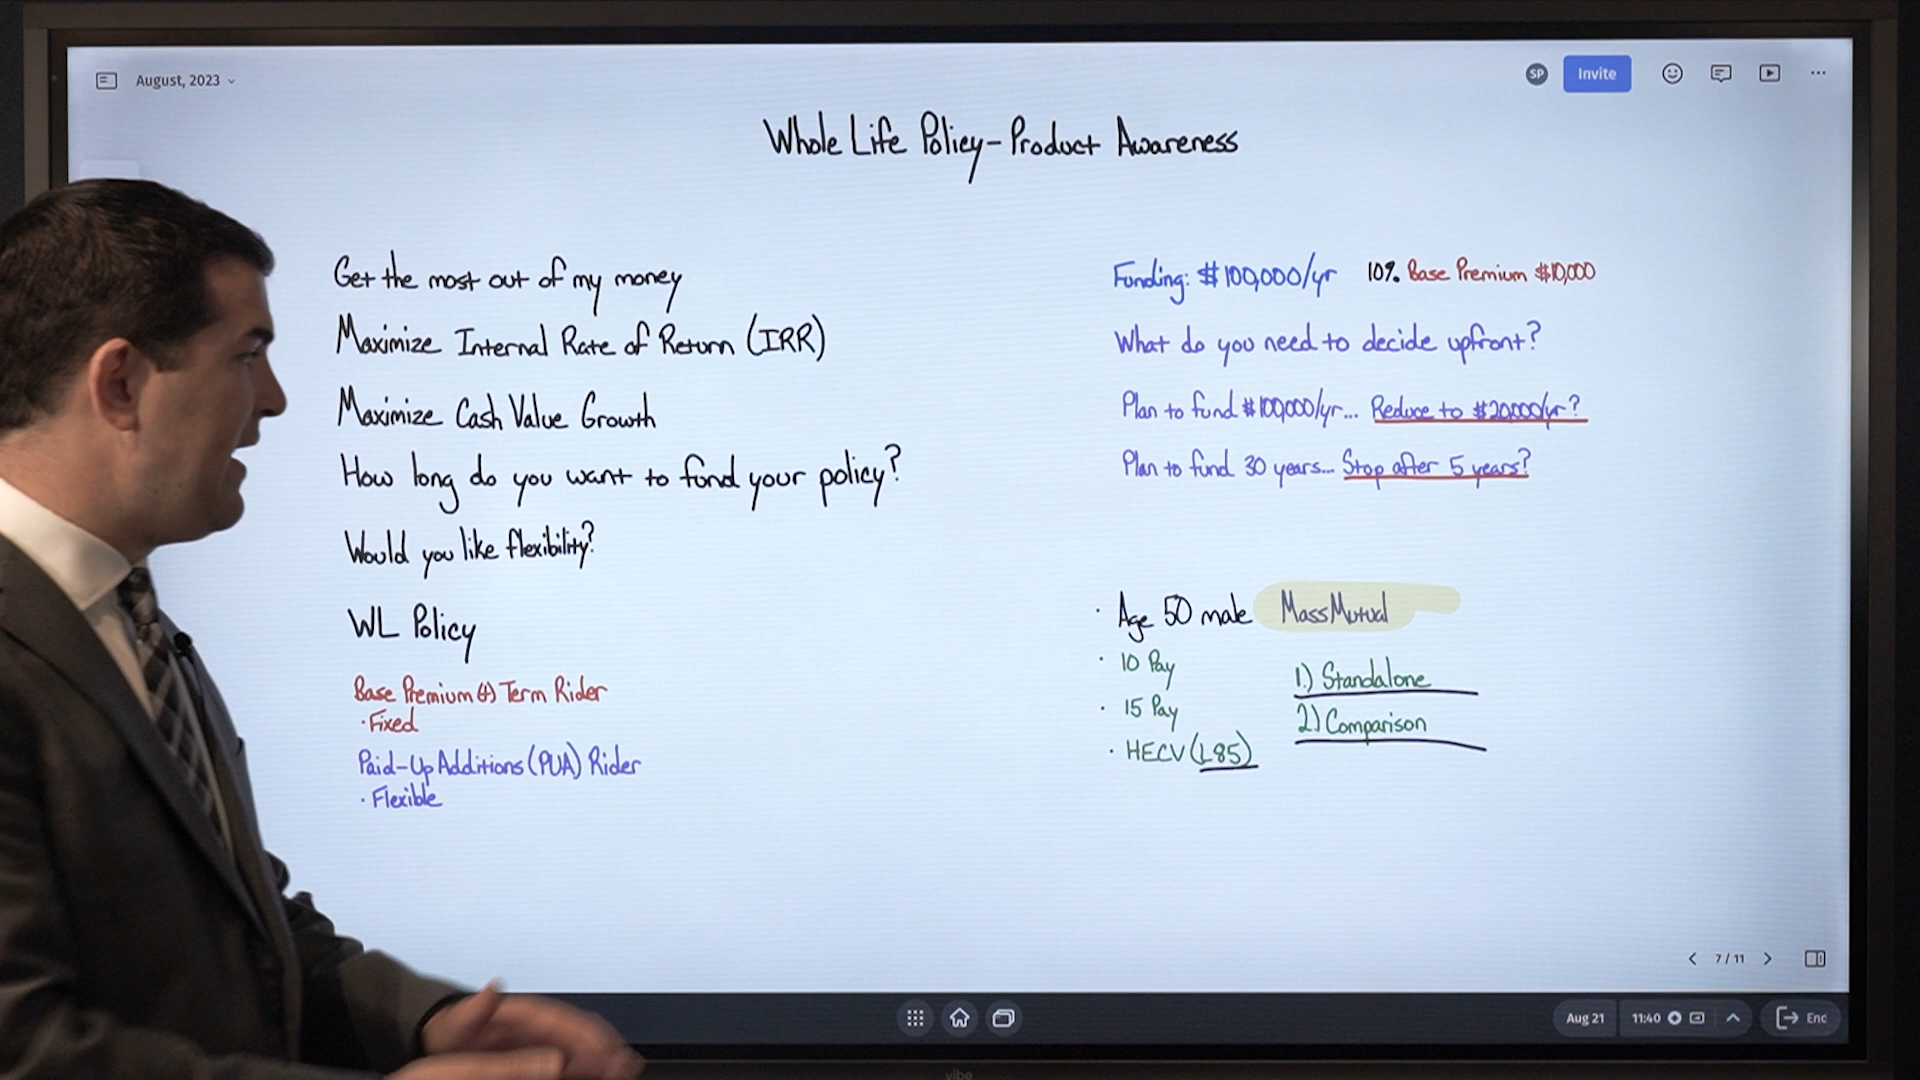 August, 2023
SP
Invite
Whole Life Policy - Product Awareness
Get the most out of my money
Maximize Internal Rate of Return (IRR)
Maximize Cash Value Growth
How long do you want to fund your policy?
Would you like flexibility?
WL Policy
Base Premium (+) Term Rider
· Fixed
Paid-Up Additions (PUA) Rider
· Flexible
Funding: $100,000/yr 10% Base Premium $10,000
What do you need to decide upfront?
Plan to fund $100,000/yr... Reduce to $20,000/yr?
Plan to fund 30 years... Stop after 5 years?
· Age 50 male MassMutual
· 10 Pay
· 15 Pay
· HECV (L85)
1.) Standalone
2.) Comparison
7 / 11
Aug 21
11:40
Enc
vibe